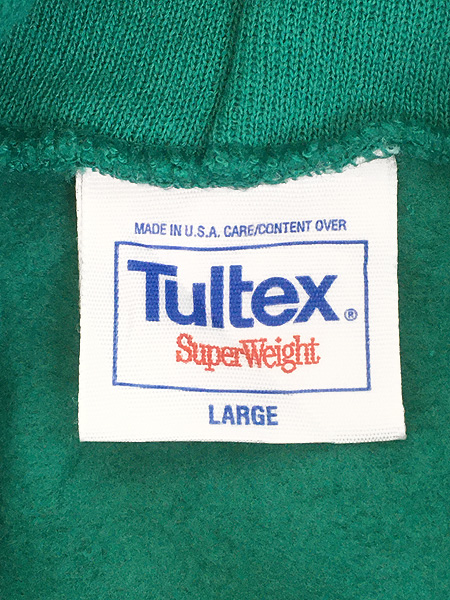 MADE IN U.S.A. CARE/CONTENT OVER
Tultex®
SuperWeight
LARGE